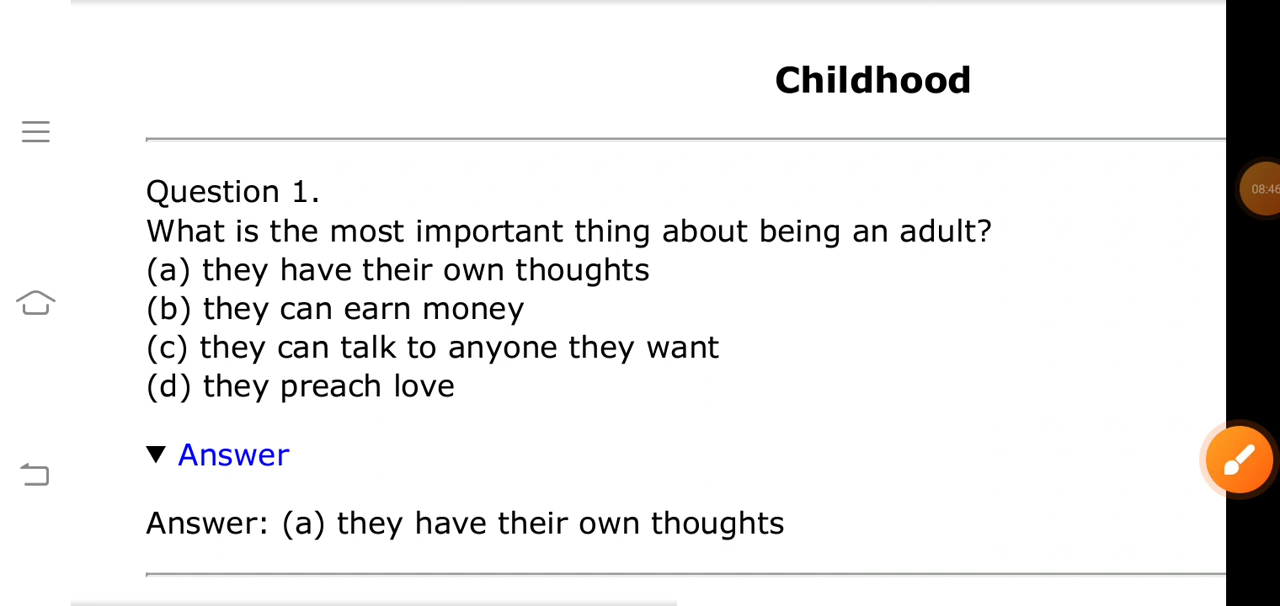 Childhood
Question 1.
What is the most important thing about being an adult?
(a) they have their own thoughts
(b) they can earn money
(c) they can talk to anyone they want
(d) they preach love
Answer
Answer: (a) they have their own thoughts
08:46